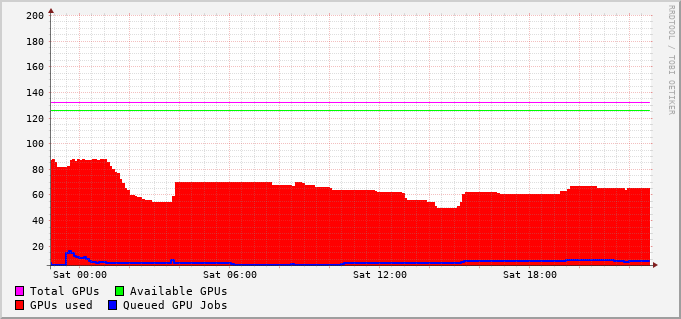 200
180
160
140
120
100
80
60
40
20
Sat 00:00 Sat 06:00 Sat 12:00 Sat 18:00
Total GPUs Available GPUs
GPUs used Queued GPU Jobs
RRDTOOL / TOBI OETIKER